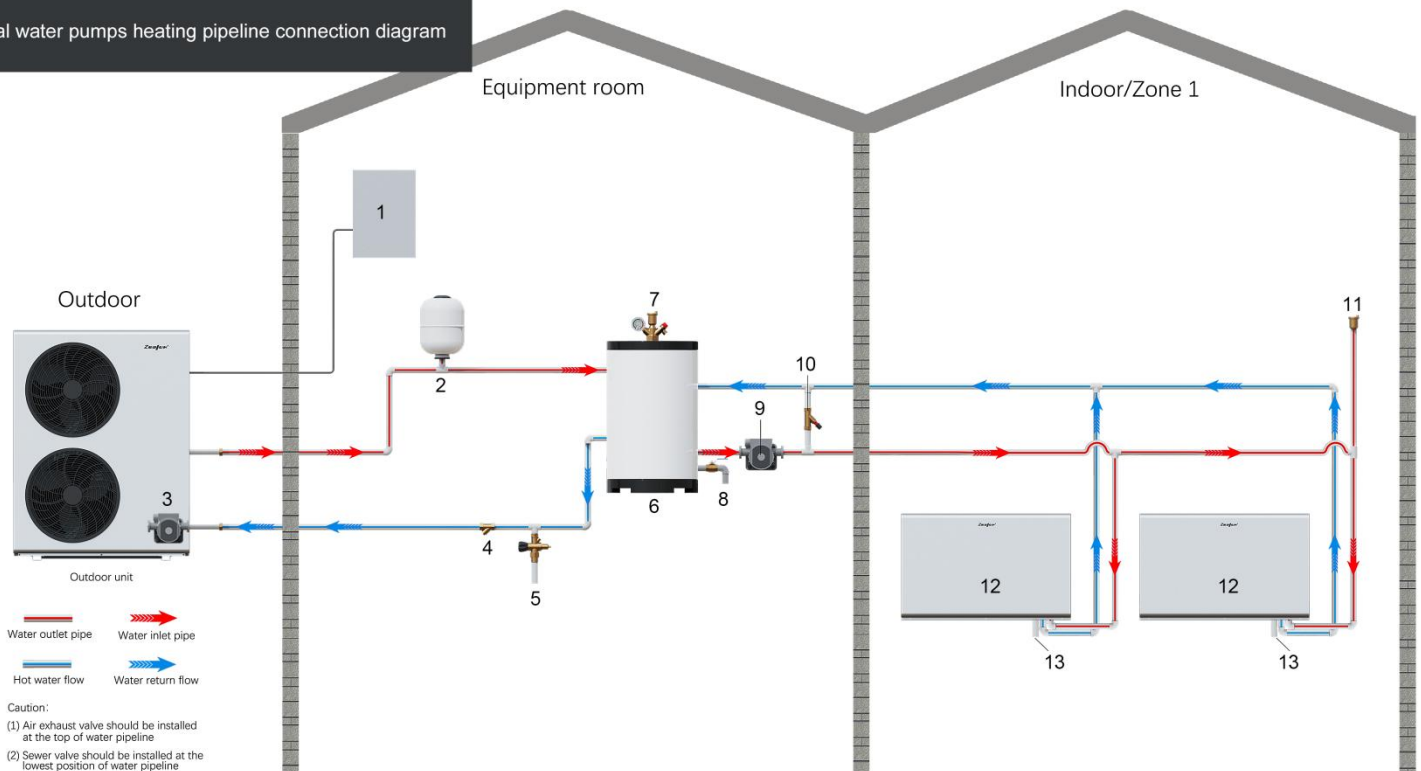 al water pumps heating pipeline connection diagram
Equipment room
Indoor/Zone 1
1
Outdoor
7
11
2
10
9
3
6
8
4
5
12
12
13
13
Outdoor unit
Water outlet pipe
Water inlet pipe
Hot water flow
Water return flow
Caution:
(1) Air exhaust valve should be installed
at the top of water pipeline
(2) Sewer valve should be installed at the
lowest position of water pipeline